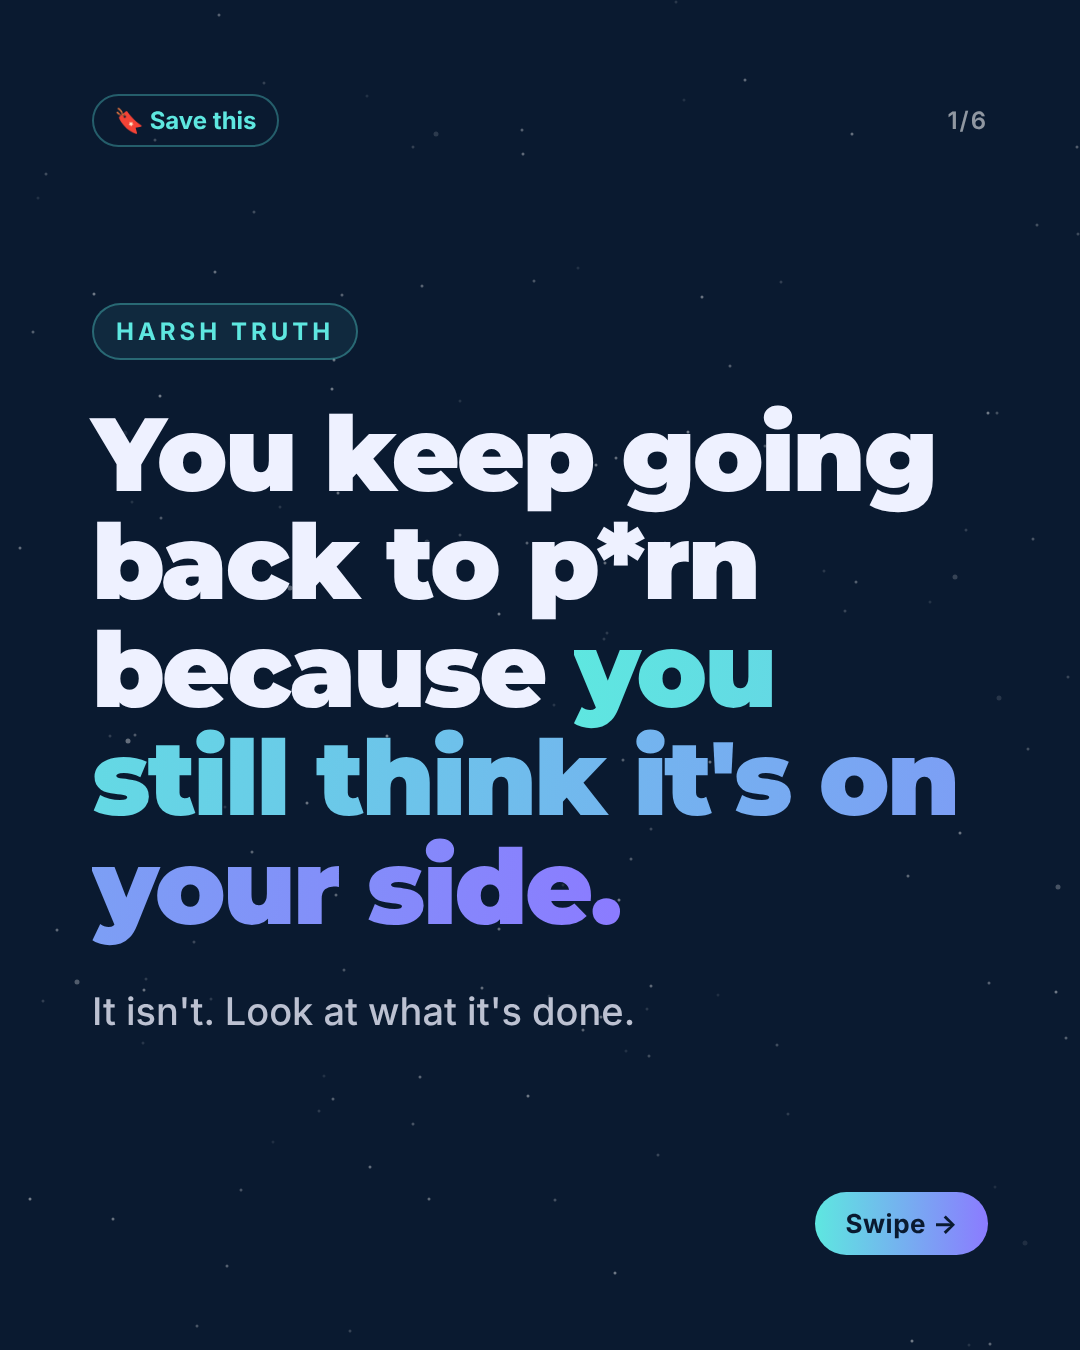 🔖 Save this
1/6
HARSH TRUTH
You keep going
back to p*rn
because you
still think it's on
your side.
It isn't. Look at what it's done.
Swipe →